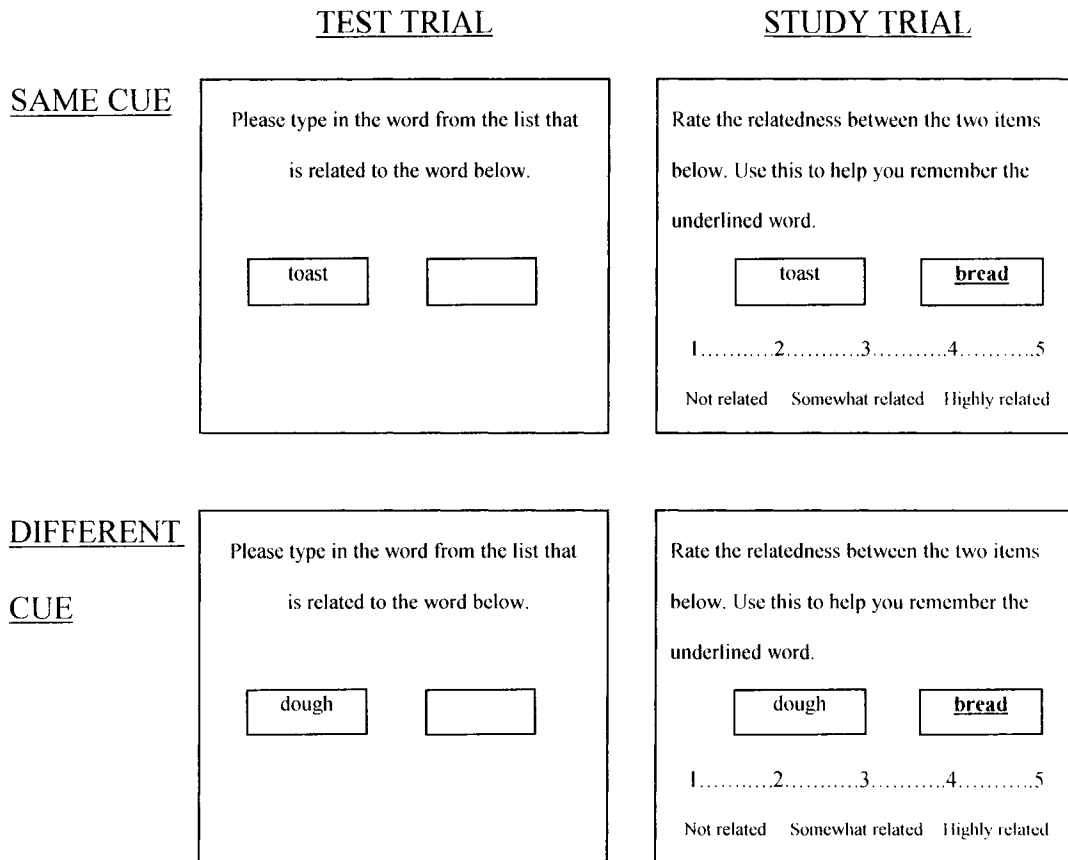 TEST TRIAL
STUDY TRIAL
SAME CUE
Please type in the word from the list that
is related to the word below.
toast
Rate the relatedness between the two items
below. Use this to help you remember the
underlined word.
toast
bread
1...........2...........3...........4..........5
Not related Somewhat related Highly related
DIFFERENT
CUE
Please type in the word from the list that
is related to the word below.
dough
Rate the relatedness between the two items
below. Use this to help you remember the
underlined word.
dough
bread
1...........2...........3...........4..........5
Not related Somewhat related Highly related